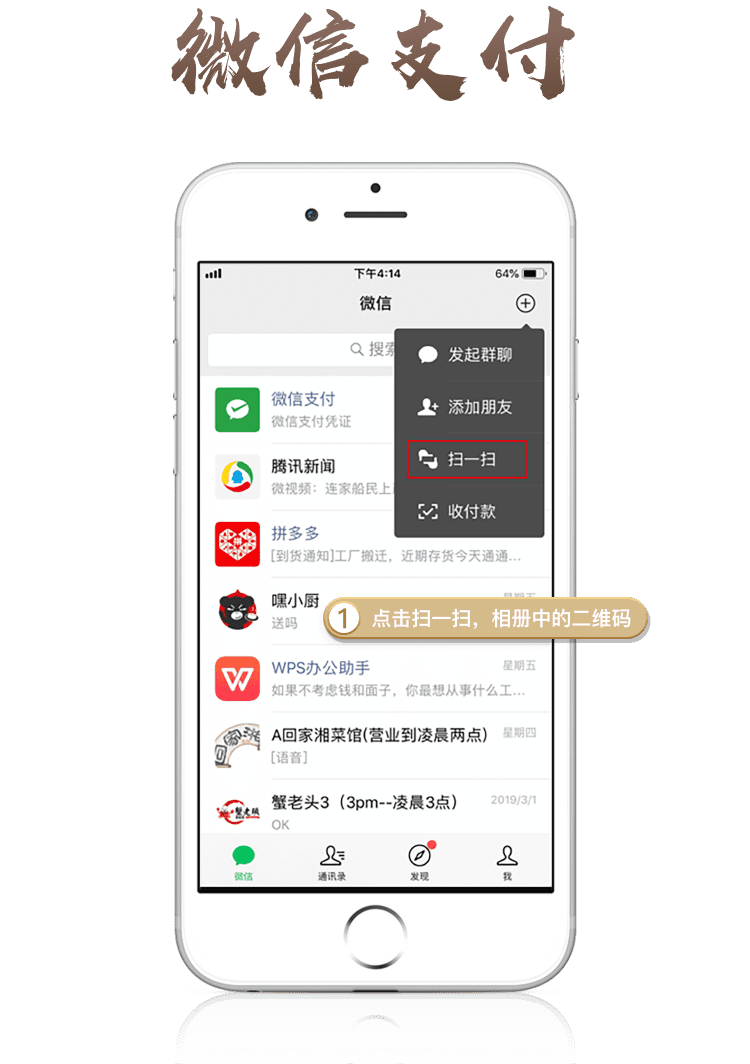 微信支付
下午4:14
64%
微信
搜索
发起群聊
添加朋友
扫一扫
收付款
微信支付
微信支付凭证
腾讯新闻
微视频：连家船民上
拼多多
[到货通知]工厂搬迁，近期存货今天通通...
嘿小厨
星期五
送吗
1 点击扫一扫，相册中的二维码
WPS办公助手
星期五
如果不考虑钱和面子，你最想从事什么工...
A回家湘菜馆(营业到凌晨两点)
星期四
[语音]
蟹老头3（3pm--凌晨3点）
2019/3/1
OK
微信
通讯录
发现
我